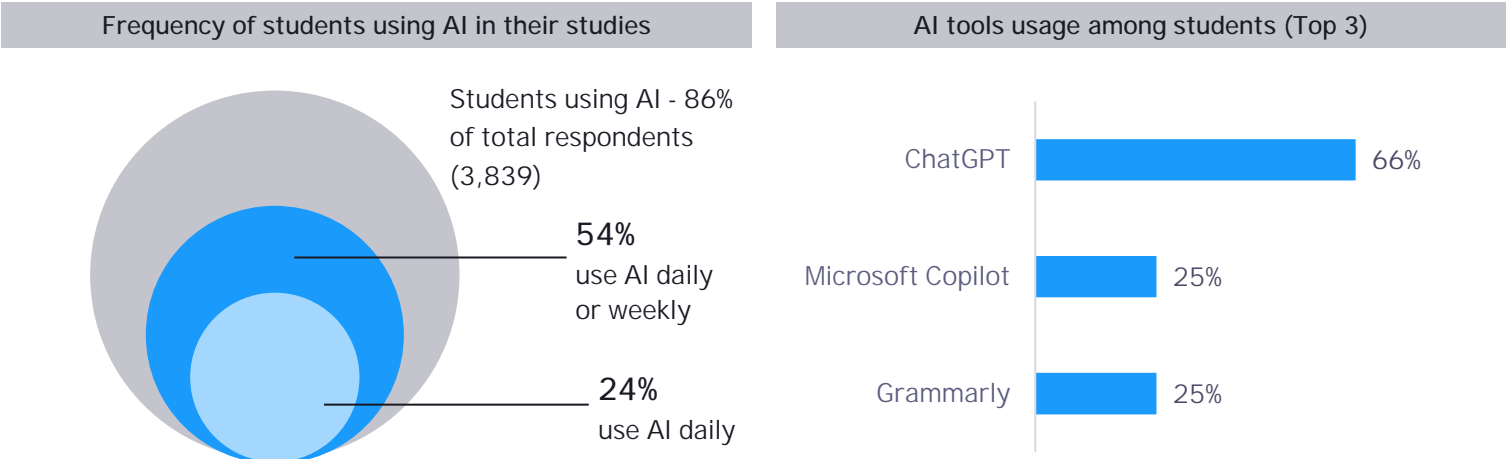 Frequency of students using AI in their studies
Students using AI - 86%
of total respondents
(3,839)
54%
use AI daily
or weekly
24%
use AI daily
AI tools usage among students (Top 3)
ChatGPT
66%
Microsoft Copilot
25%
Grammarly
25%